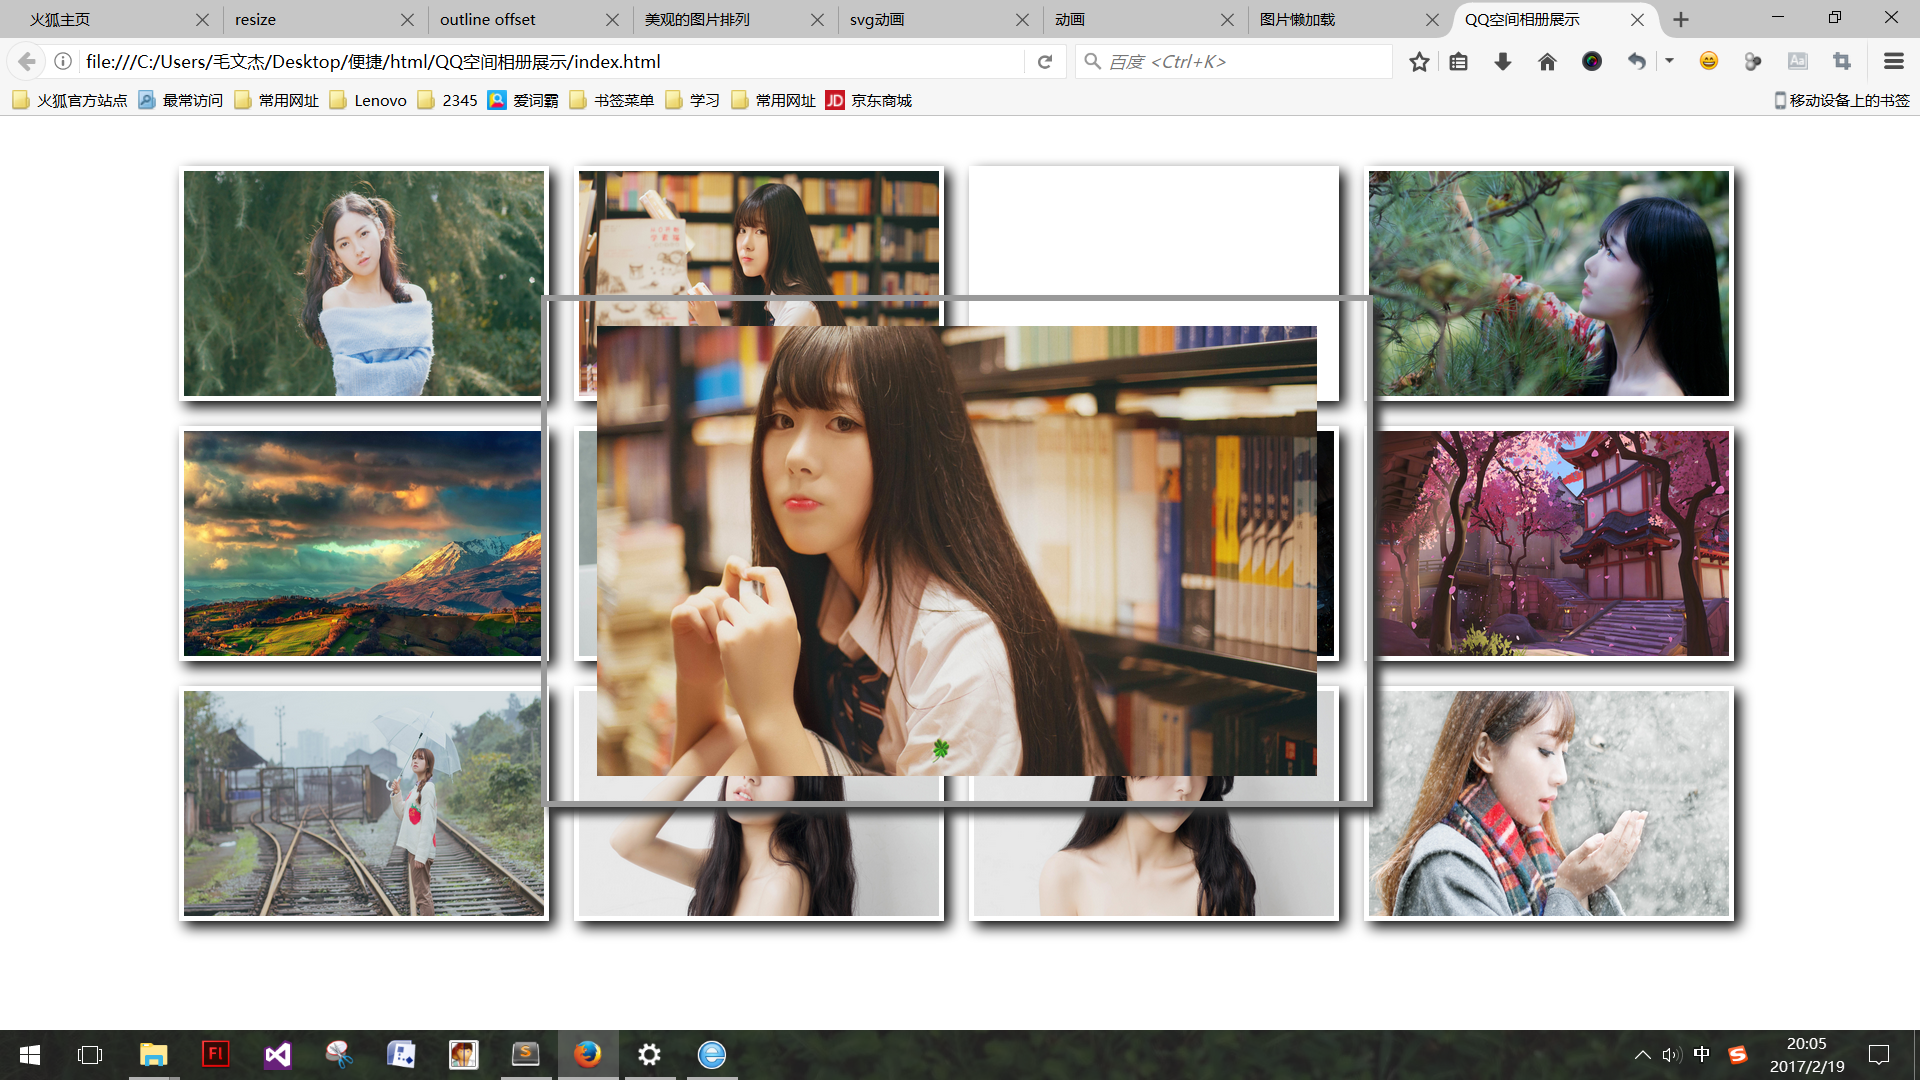 火狐主页
resize
outline offset
美观的图片排列
svg动画
动画
图片懒加载
QQ空间相册展示
file:///C:/Users/毛文杰/Desktop/便捷/html/QQ空间相册展示/index.html
百度 <Ctrl+K>
火狐官方站点
最常访问
常用网址
Lenovo
2345
爱词霸
书签菜单
学习
常用网址
JD
京东商城
移动设备上的书签
Aa
Fl
S
中
S
20:05
2017/2/19